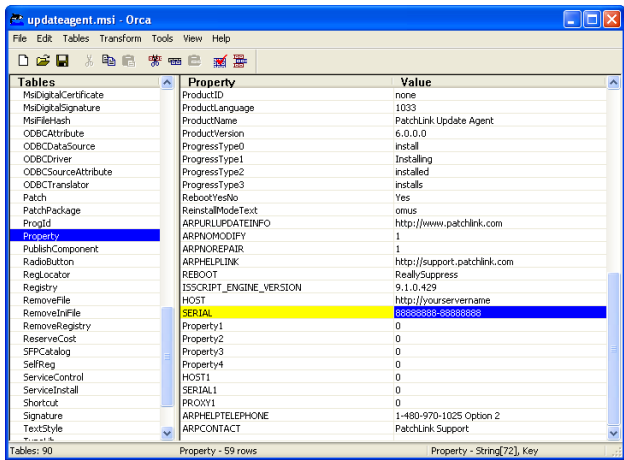 updateagent.msi - Orca
File Edit Tables Transform Tools View Help
Tables
MsiDigitalCertificate
MsiDigitalSignature
MsiFileHash
ODBCAttribute
ODBCDataSource
ODBCDriver
ODBCSourceAttribute
ODBCTranslator
Patch
PatchPackage
ProgId
Property
PublishComponent
RadioButton
RegLocator
Registry
RemoveFile
RemoveIniFile
RemoveRegistry
ReserveCost
SFPCatalog
SelfReg
ServiceControl
ServiceInstall
Shortcut
Signature
TextStyle
TypeLib
Property Value
ProductID none
ProductLanguage 1033
ProductName PatchLink Update Agent
ProductVersion 6.0.0.0
ProgressType0 install
ProgressType1 Installing
ProgressType2 installed
ProgressType3 installs
RebootYesNo Yes
ReinstallModeText omus
ARPURLUPDATEINFO http://www.patchlink.com
ARPNOMODIFY 1
ARPNOREPAIR 1
ARPHELPLINK http://support.patchlink.com
REBOOT ReallySuppress
ISSCRIPT_ENGINE_VERSION 9.1.0.429
HOST http://yourservername
SERIAL 88888888-88888888
Property1 0
Property2 0
Property3 0
Property4 0
HOST1 0
SERIAL1 0
PROXY1 0
ARPHELPTELEPHONE 1-480-970-1025 Option 2
ARPCONTACT PatchLink Support
Tables: 90 Property - 59 rows Property - String[72], Key